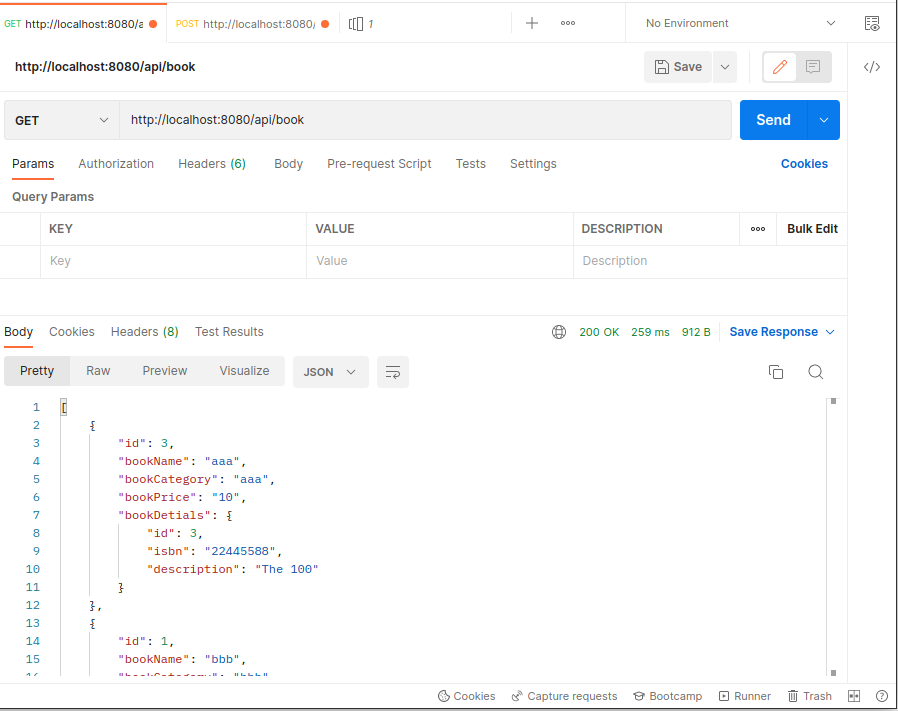 GET http://localhost:8080/a POST http://localhost:8080/ 1 No Environment
http://localhost:8080/api/book Save
GET http://localhost:8080/api/book Send
Params Authorization Headers (6) Body Pre-request Script Tests Settings Cookies
Query Params
KEY VALUE DESCRIPTION Bulk Edit
Key Value Description
Body Cookies Headers (8) Test Results 200 OK 259 ms 912 B Save Response
Pretty Raw Preview Visualize JSON
1 [
2 {
3 "id": 3,
4 "bookName": "aaa",
5 "bookCategory": "aaa",
6 "bookPrice": "10",
7 "bookDetials": {
8 "id": 3,
9 "isbn": "22445588",
10 "description": "The 100"
11 }
12 },
13 {
14 "id": 1,
15 "bookName": "bbb",
16 "bookCategory": "bbb"
Cookies Capture requests Bootcamp Runner Trash